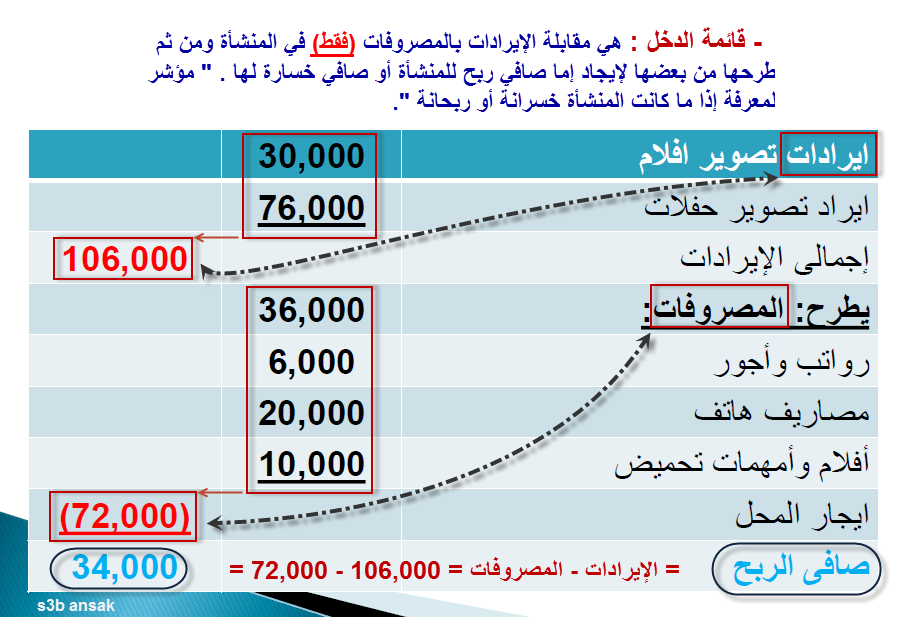 - قائمة الدخل : هي مقابلة الإيرادات بالمصروفات (فقط) في المنشأة ومن ثم
طرحها من بعضها لإيجاد إما صافي ربح للمنشأة أو صافي خسارة لها . " مؤشر
لمعرفة إذا ما كانت المنشأة خسرانة أو ربحانة ".
ايرادات تصوير افلام 30,000
ايراد تصوير حفلات 76,000
إجمالى الإيرادات 106,000
يطرح: المصروفات: 36,000
رواتب وأجور 6,000
مصاريف هاتف 20,000
أفلام وأمهمات تحميض 10,000
ايجار المحل (72,000)
صافى الربح = الإيرادات - المصروفات = 106,000 - 72,000 = 34,000
s3b ansak